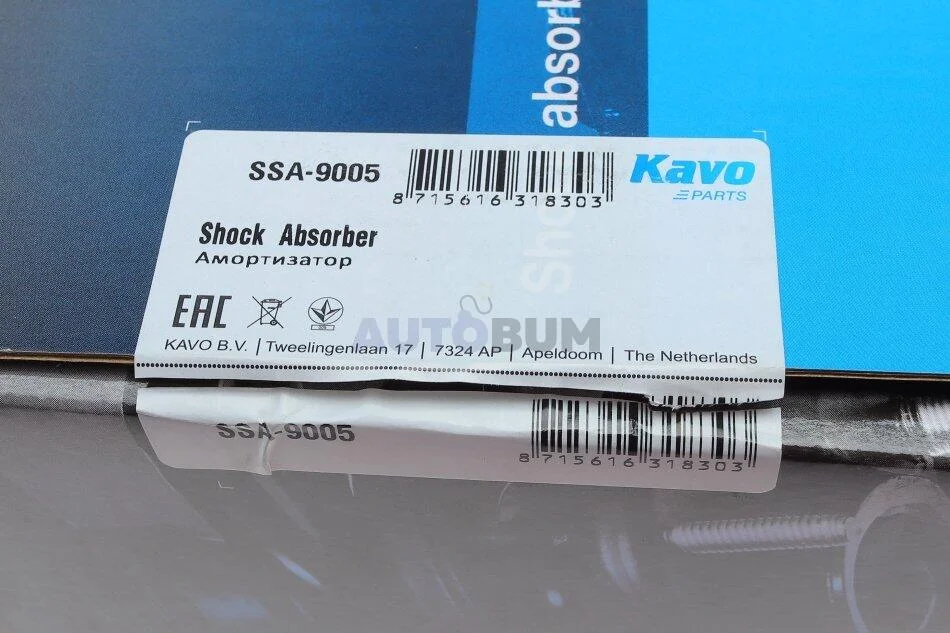 absorb
SSA-9005
8 715616 318303
Kavo
PARTS
Shock Absorber
Амортизатор
EAC
AUTOBUM
KAVO B.V. | Tweelingenlaan 17 | 7324 AP | Apeldoorn | The Netherlands
SSA-9005
8 715616 318303